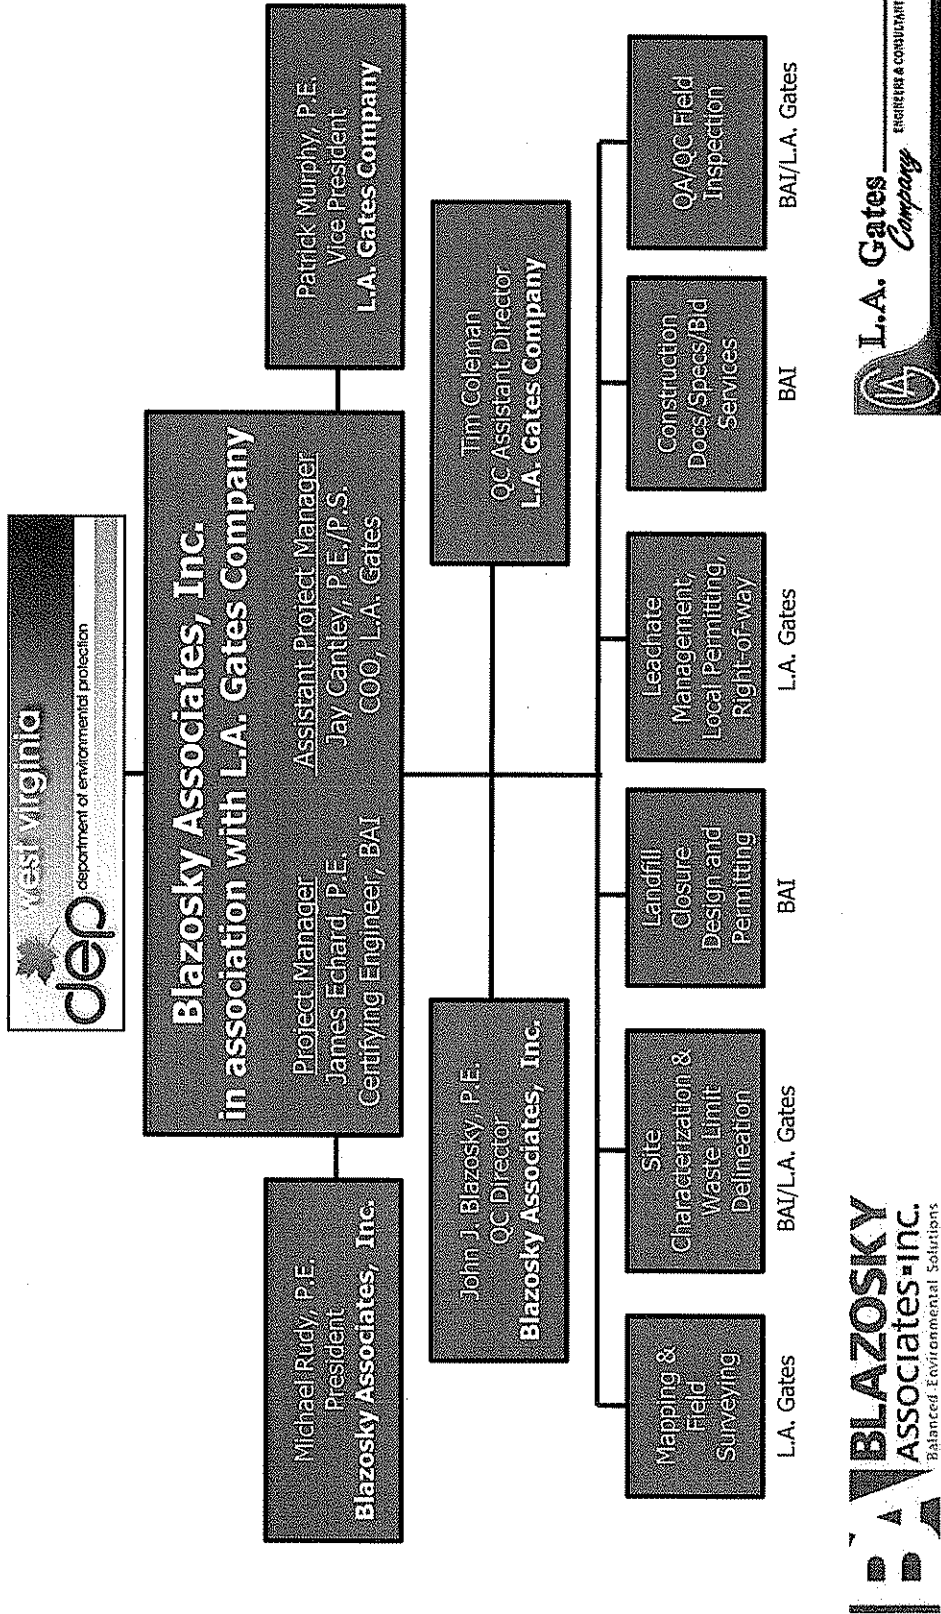 west virginia
dep department of environmental protection
Blazosky Associates, Inc.
in association with L.A. Gates Company
Project Manager
James Echard, P.E.
Certifying Engineer, BAI
Assistant Project Manager
Jay Cantley, P.E./P.S.
COO, L.A. Gates
Michael Rudy, P.E.
President
Blazosky Associates, Inc.
Patrick Murphy, P.E.
Vice President
L.A. Gates Company
John J. Blazosky, P.E.
QC Director
Blazosky Associates, Inc.
Tim Coleman
QC Assistant Director
L.A. Gates Company
Mapping &
Field
Surveying
L.A. Gates
Site
Characterization &
Waste Limit
Delineation
BAI/L.A. Gates
Landfill
Closure
Design and
Permitting
BAI
Leachate
Management,
Local Permitting,
Right-of-way
L.A. Gates
Construction
Docs/Specs/Bid
Services
BAI
QA/QC Field
Inspection
BAI/L.A. Gates
BA BLAZOSKY
Associates Inc.
Balanced Environmental Solutions
L.A. Gates
Company ENGINEERS & CONSULTANTS